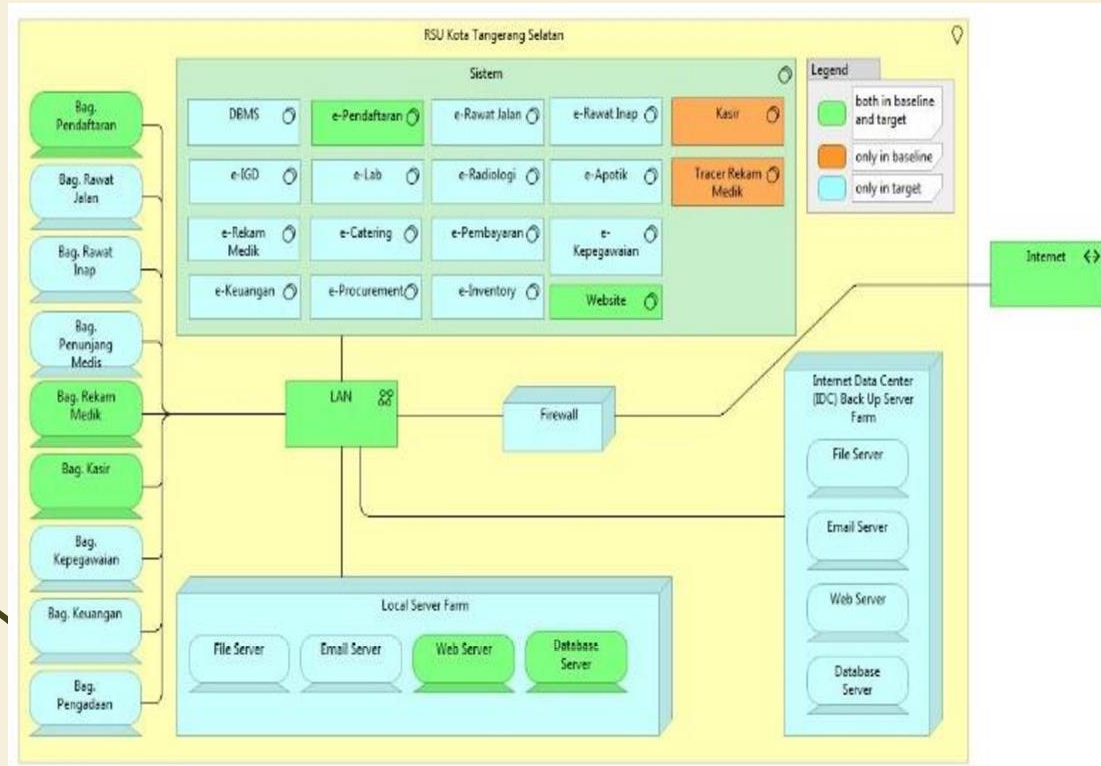 RSU Kota Tangerang Selatan
Sistem
DBMS
e-Pendaftaran
e-Rawat Jalan
e-Rawat Inap
Kasir
e-IGD
e-Lab
e-Radiologi
e-Apotik
Tracer Rekam
Medik
e-Rekam
Medik
e-Catering
e-Pembayaran
e-
Kepegawaian
e-Keuangan
e-Procurement
e-Inventory
Website
Legend
both in baseline
and target
only in baseline
only in target
Bag.
Pendaftaran
Bag. Rawat
Jalan
Bag. Rawat
Inap
Bag.
Penunjang
Medis
Bag. Rekam
Medik
Bag. Kasir
Bag.
Kepegawaian
Bag. Keuangan
Bag.
Pengadaan
LAN
Firewall
Internet
Internet Data Center
(IDC) Back Up Server
Farm
File Server
Email Server
Web Server
Database
Server
Local Server Farm
File Server
Email Server
Web Server
Database
Server